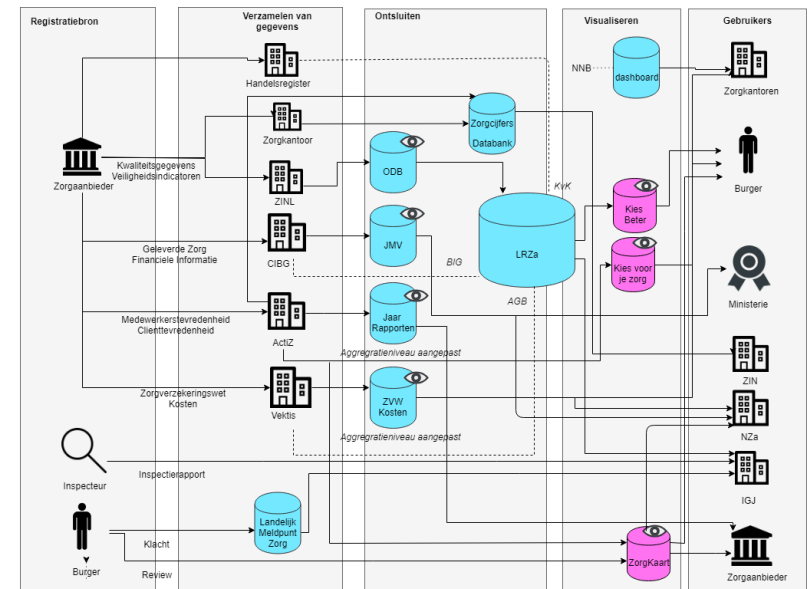 Registratiebron
Verzamelen van
gegevens
Ontsluiten
Visualiseren
Gebruikers
Handelsregister
NNB
dashboard
Zorgkantoren
Zorgcijfers
Databank
Zorgkantoor
Zorgaanbieder
Kwaliteitsgegevens
Veiligheidsindicatoren
ODB
ZINL
KvK
Kies
Beter
Burger
Geleverde Zorg
Financiele Informatie
CIBG
JMV
BIG
LRZa
Kies voor
je zorg
Ministerie
AGB
Medewerkerstevredenheid
Clienttevredenheid
ActiZ
Jaar
Rapporten
Aggregratieniveau aangepast
ZIN
Zorgverzekeringswet
Kosten
Vektis
ZVW
Kosten
Aggregratieniveau aangepast
NZa
Inspecteur
Inspectierapport
IGJ
Landelijk
Meldpunt
Zorg
Klacht
Burger
Review
ZorgKaart
Zorgaanbieder